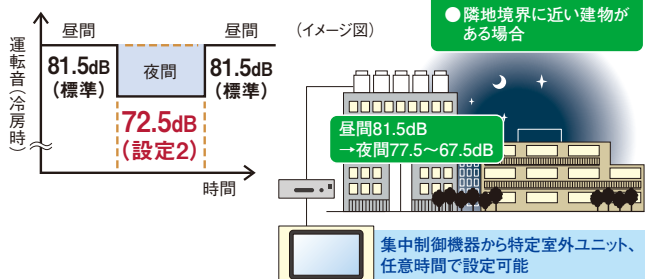 昼間
昼間
運転音(冷房時)
81.5dB
(標準)
夜間
81.5dB
(標準)
72.5dB
(設定2)
時間
(イメージ図)
●隣地境界に近い建物が
ある場合
昼間81.5dB
→夜間77.5~67.5dB
集中制御機器から特定室外ユニット、
任意時間で設定可能